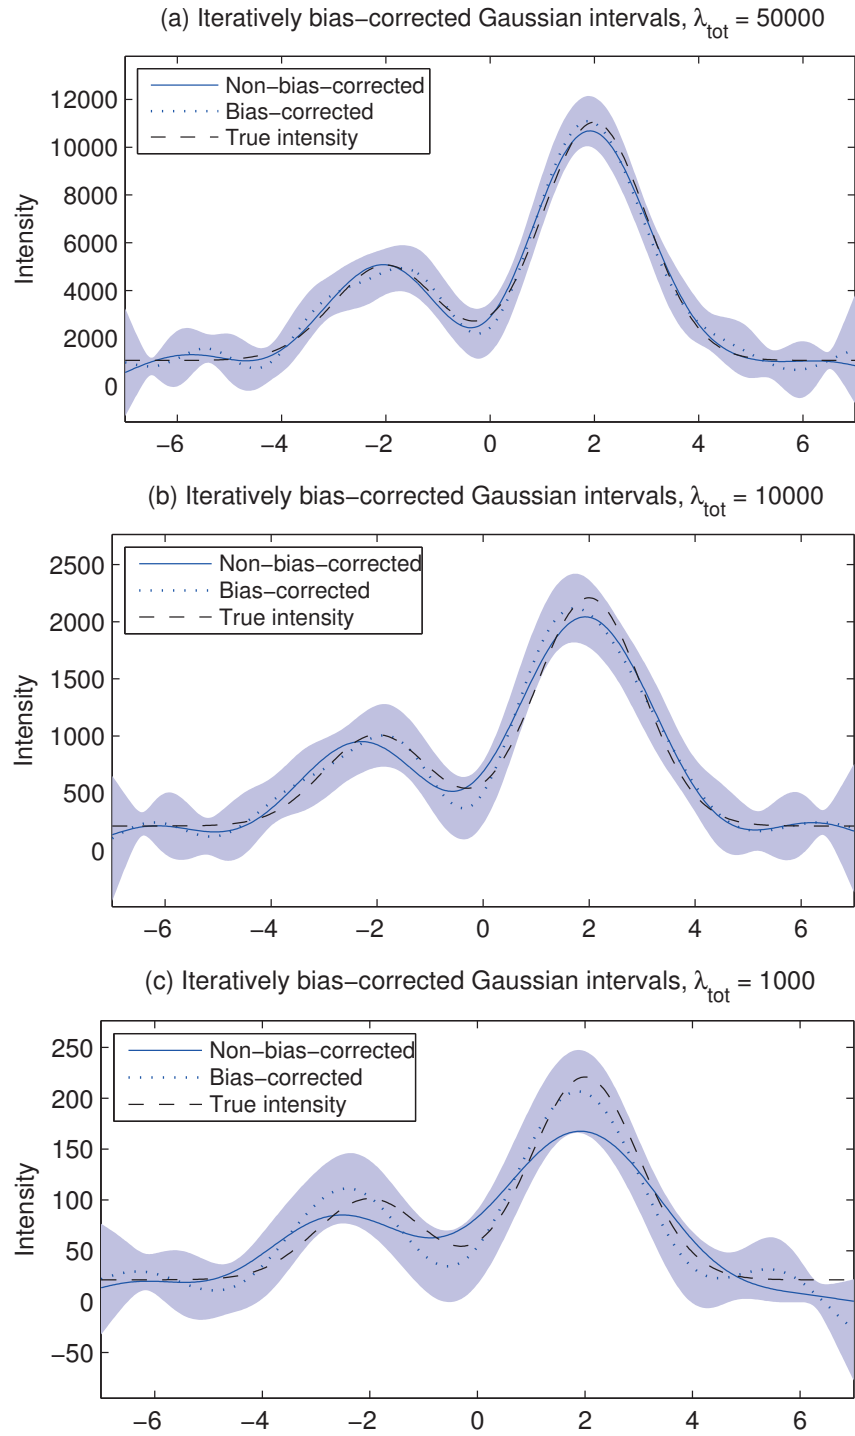 (a) Iteratively bias−corrected Gaussian intervals, λtot = 50000
Non−bias−corrected
Bias−corrected
True intensity
Intensity
12000
10000
8000
6000
4000
2000
0
−6 −4 −2 0 2 4 6
(b) Iteratively bias−corrected Gaussian intervals, λtot = 10000
Non−bias−corrected
Bias−corrected
True intensity
Intensity
2500
2000
1500
1000
500
0
−6 −4 −2 0 2 4 6
(c) Iteratively bias−corrected Gaussian intervals, λtot = 1000
Non−bias−corrected
Bias−corrected
True intensity
Intensity
250
200
150
100
50
0
−50
−6 −4 −2 0 2 4 6